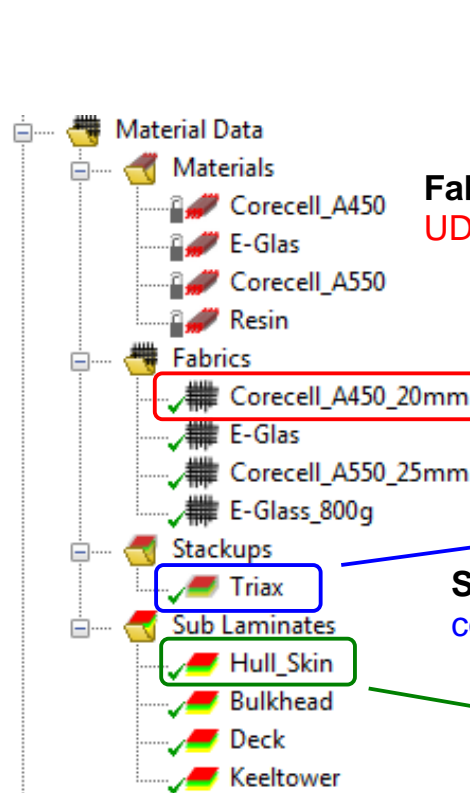 Material Data
Materials
Corecell_A450
E-Glas
Corecell_A550
Resin
Fabrics
Corecell_A450_20mm
E-Glas
Corecell_A550_25mm
E-Glass_800g
Stackups
Triax
Sub Laminates
Hull_Skin
Bulkhead
Deck
Keeltower
UD